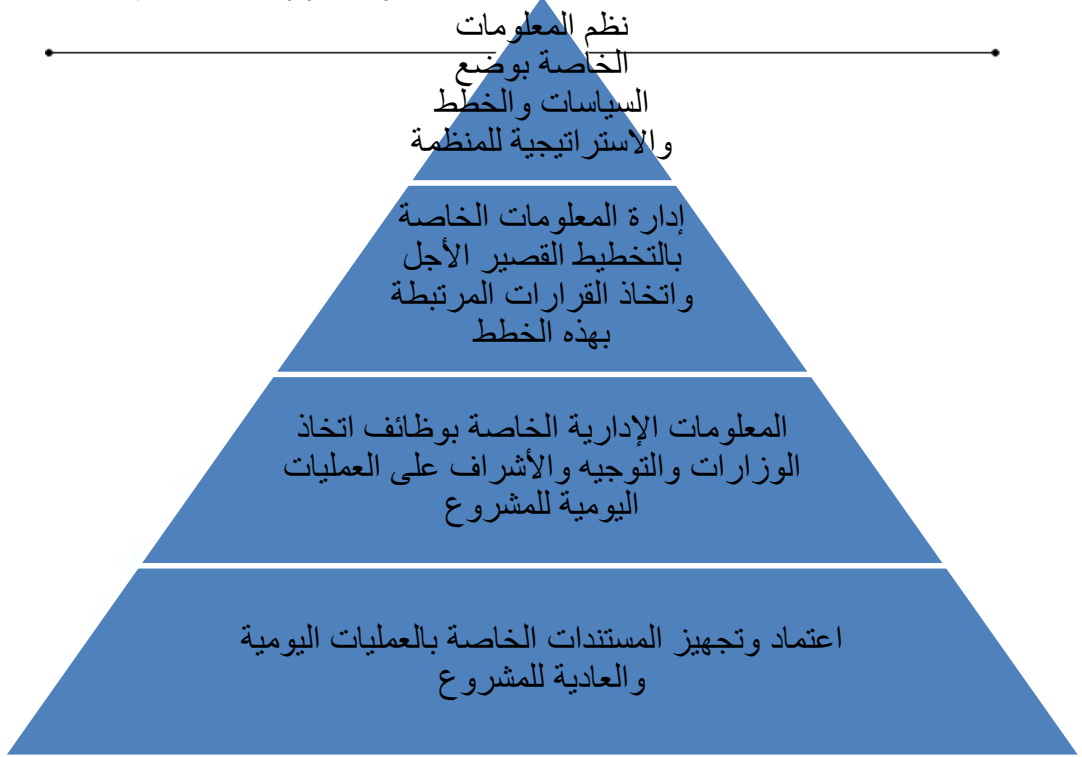 نظم المعلومات
الخاصة بوضع
السياسات والخطط
والاستراتيجية للمنظمة
إدارة المعلومات الخاصة
بالتخطيط القصير الأجل
واتخاذ القرارات المرتبطة
بهذه الخطط
المعلومات الإدارية الخاصة بوظائف اتخاذ
الوزارات والتوجيه والأشراف على العمليات
اليومية للمشروع
اعتماد وتجهيز المستندات الخاصة بالعمليات اليومية
والعادية للمشروع